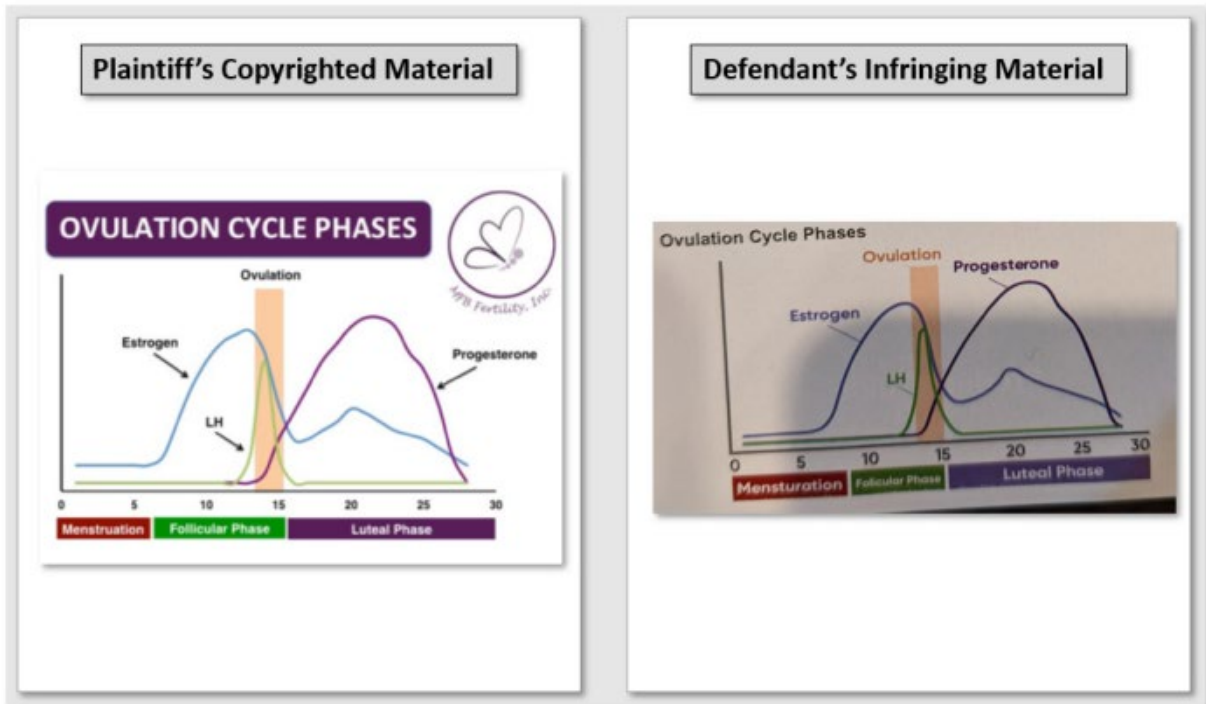 Plaintiff's Copyrighted Material
OVULATION CYCLE PHASES
MFB Fertility, Inc.
Ovulation
Estrogen
Progesterone
LH
0 5 10 15 20 25 30
Menstruation Follicular Phase Luteal Phase
Defendant's Infringing Material
Ovulation Cycle Phases
Ovulation
Progesterone
Estrogen
LH
0 5 10 15 20 25 30
Mensturation Folicular Phase Luteal Phase